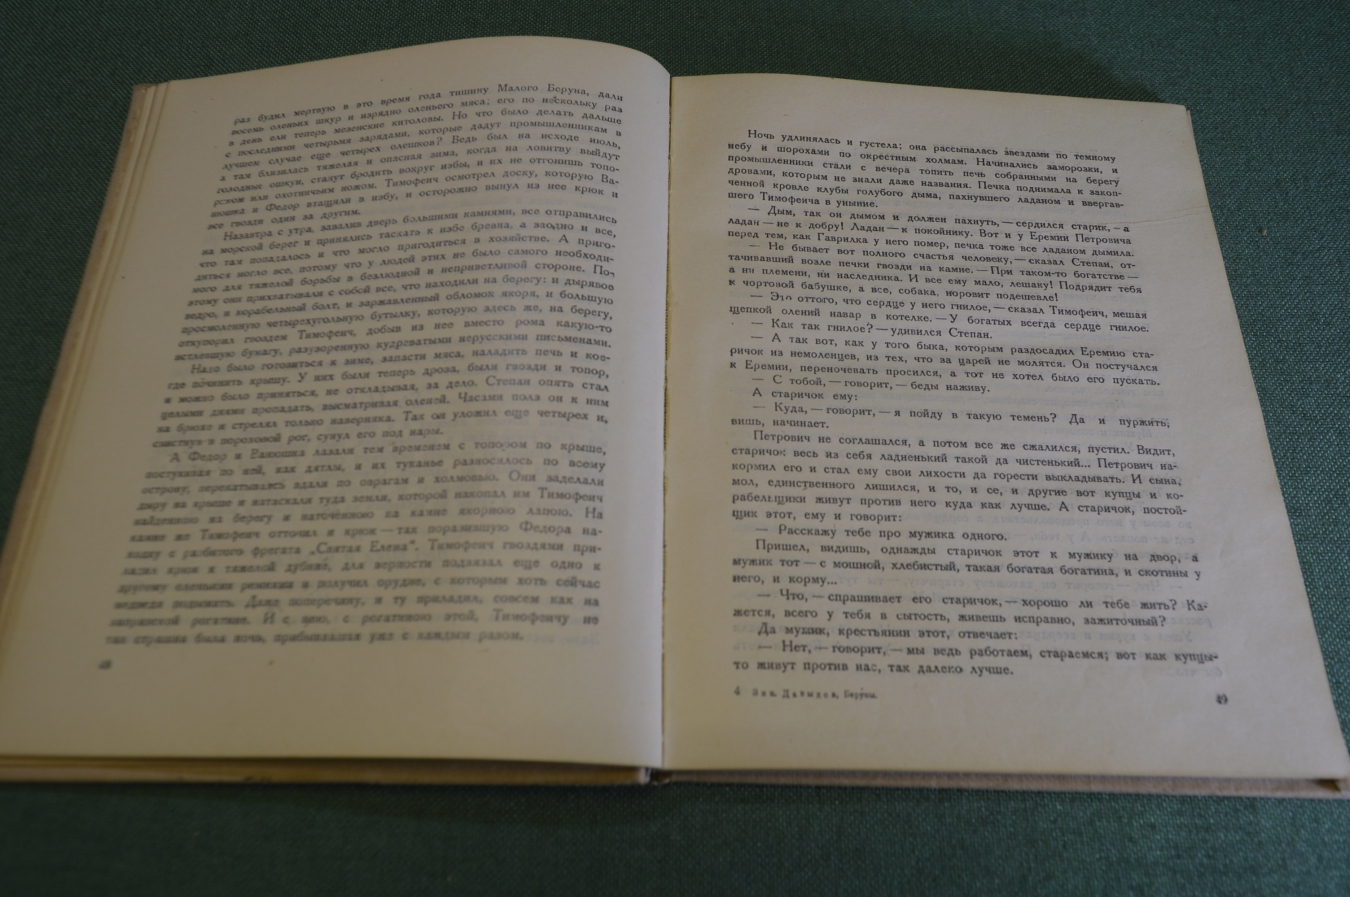 раз будил мертвую в это время года тишину Малого Беруна, дали
восемь оленьих шкур и изрядно оленьего мяса; его по нескольку раз
в день ели теперь мезенские китоловы. Но что было делать дальше
с последними четырьмя зарядами, которые дадут промышленникам в
лучшем случае еще четырех олешков? Ведь был на исходе июль,
а там близилась тяжелая и опасная зима, когда на ловитву выйдут
голодные ошкуи, станут бродить вокруг избы, и их не отгонишь топо-
ром или охотничьим ножом. Тимофеич осмотрел доску, которую Ва-
нюшка и Федор втащили в избу, и осторожно вынул из нее крюк и
все гвозди один за другим.
Назавтра с утра, завалив дверь большими камнями, все отправились
на морской берег и принялись таскать к избе бревна, а заодно и все,
что там попадалось и что могло пригодиться в хозяйстве. А приго-
диться могло все, потому что у людей этих не было самого необходи-
мого для тяжелой борьбы в безлюдной и неприветливой стороне. По-
этому они прихватывали с собой все, что находили на берегу: и дырявое
ведро, и корабельный болт, и заржавленный обломок якоря, и большую
просмоленную четырехугольную бутылку, которую здесь же, на берегу,
откупорил гвоздем Тимофеич, добыв из нее вместо рома какую-то
истлевшую бумагу, разузоренную кудреватыми нерусскими письменами.
Надо было готовиться к зиме, запасти мяса, наладить печь и кое-
где починить крышу. У них были теперь дрова, были гвозди и топор,
и можно было приняться, не откладывая, за дело. Степан опять стал
целыми днями пропадать, высматривая оленей. Часами полз он к ним
на брюхе и стрелял только наверняка. Так он уложил еще четырех и,
свистнув в пороховой рог, сунул его под нары.
А Федор и Ванюшка лазали тем временем с топором по крыше,
постукивая по ней, как дятлы, и их туканье разносилось по всему
острову, перекатываясь вдали по оврагам и холмовью. Они заделали
дыру на крыше и натаскали туда земли, которой накопал им Тимофеич
найденною на берегу и наточенною на камне якорною лапою. На
камне же Тимофеич отточил и крюк — так поразившую Федора на-
ходку с разбитого фрегата „Святая Елена“. Тимофеич гвоздями при-
ладил крюк к тяжелой дубине, для верности подвязал еще одно к
другому оленьими ремнями и получил орудие, с которым хоть сейчас
медведя подымать. Даже поперечину, и ту приладил, совсем как на
заправской рогатине. И с нею, с рогатиною этой, Тимофеичу не
так страшна была ночь, прибывавшая уже с каждым разом.
48
Ночь удлинялась и густела; она рассыпалась звездами по темному
небу и шорохами по окрестным холмам. Начинались заморозки, и
промышленники стали с вечера топить печь собранными на берегу
дровами, которым не знали даже названия. Печка поднимала к закоп-
ченной кровле клубы голубого дыма, пахнувшего ладаном и ввергав-
шего Тимофеича в уныние.
— Дым, так он дымом и должен пахнуть, — сердился старик, — а
ладан — не к добру! Ладан — к покойнику. Вот и у Еремии Петровича
перед тем, как Гаврилка у него помер, печка тоже все ладаном дымила.
— Не бывает вот полного счастья человеку, — сказал Степан, от-
тачивавший возле печки гвозди на камне. — При таком-то богатстве —
а ни племени, ни наследника. И все ему мало, лешаку! Подрядит тебя
к чортовой бабушке, а все, собака, норовит подешевле!
— Это оттого, что сердце у него гнилое, — сказал Тимофеич, мешая
щепкой олений навар в котелке. — У богатых всегда сердце гнилое.
— Как так гнилое? — удивился Степан.
— А так вот, как у того быка, которым раздосадил Еремию ста-
ричок из немоленцев, из тех, что за царей не молятся. Он постучался
к Еремии, переночевать просился, а тот не хотел было его пускать.
— С тобой, — говорит, — беды наживу.
А старичок ему:
— Куда, — говорит, — я пойду в такую темень? Да и пуржить,
вишь, начинает.
Петрович не соглашался, а потом все же сжалился, пустил. Видит,
старичок весь из себя ладненький такой да чистенький... Петрович на-
кормил его и стал ему свои лихости да горести выкладывать. И сына,
мол, единственного лишился, и то, и се, и другие вот купцы и ко-
рабельщики живут против него куда как лучше. А старичок, постой-
щик этот, ему и говорит:
— Расскажу тебе про мужика одного.
Пришел, видишь, однажды старичок этот к мужику на двор, а
мужик тот — с мошной, хлебистый, такая богатая богатина, и скотины у
него, и корму...
— Что, — спрашивает его старичок, — хорошо ли тебе жить? Ка-
жется, всего у тебя в сытость, живешь исправно, зажиточный?
Да мужик, крестьянин этот, отвечает:
— Нет, — говорит, — мы ведь работаем, стараемся; вот как купцы-
то живут против нас, так далеко лучше.
4 Зин. Давыдов, Беруны.
49